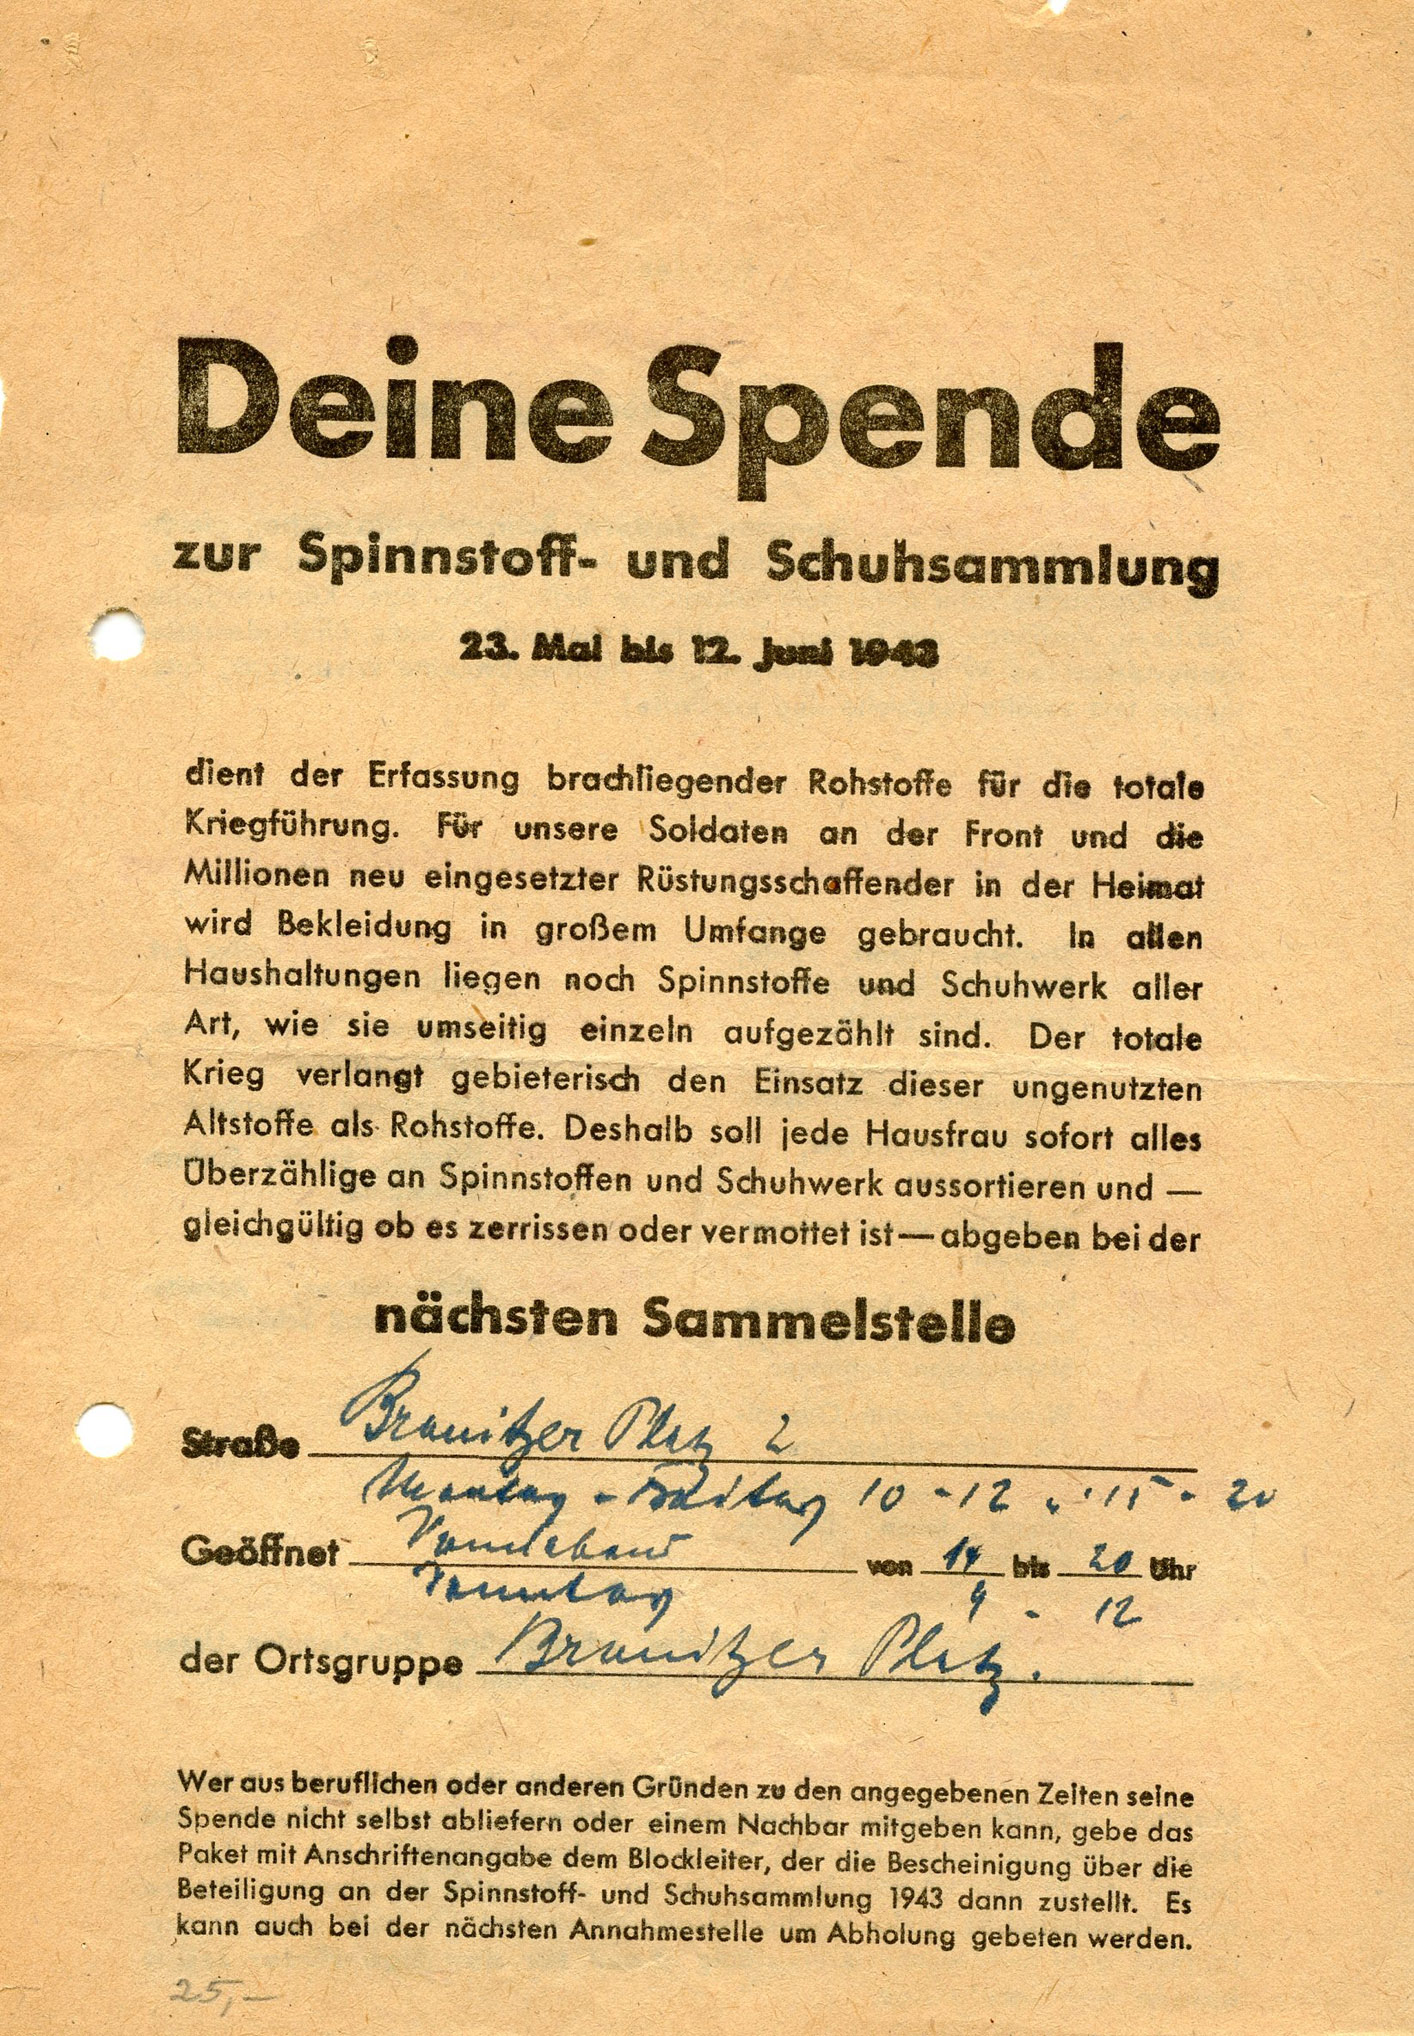 Deine Spende
zur Spinnstoff- und Schuhsammlung
23. Mai bis 12. Juni 1943
dient der Erfassung brachliegender Rohstoffe für die totale
Kriegführung. Für unsere Soldaten an der Front und die
Millionen neu eingesetzter Rüstungsschaffender in der Heimat
wird Bekleidung in großem Umfange gebraucht. In allen
Haushaltungen liegen noch Spinnstoffe und Schuhwerk aller
Art, wie sie umseitig einzeln aufgezählt sind. Der totale
Krieg verlangt gebieterisch den Einsatz dieser ungenutzten
Altstoffe als Rohstoffe. Deshalb soll jede Hausfrau sofort alles
Überzählige an Spinnstoffen und Schuhwerk aussortieren und —
gleichgültig ob es zerrissen oder vermottet ist — abgeben bei der
nächsten Sammelstelle
Straße Branitzer Platz 2
Montag - Freitag 10 - 12 u. 15 - 20
Geöffnet Sonnabend von 14 bis 20 Uhr
Sonntag 9 - 12
der Ortsgruppe Branitzer Platz.
Wer aus beruflichen oder anderen Gründen zu den angegebenen Zeiten seine
Spende nicht selbst abliefern oder einem Nachbar mitgeben kann, gebe das
Paket mit Anschriftenangabe dem Blockleiter, der die Bescheinigung über die
Beteiligung an der Spinnstoff- und Schuhsammlung 1943 dann zustellt. Es
kann auch bei der nächsten Annahmestelle um Abholung gebeten werden.
25,-